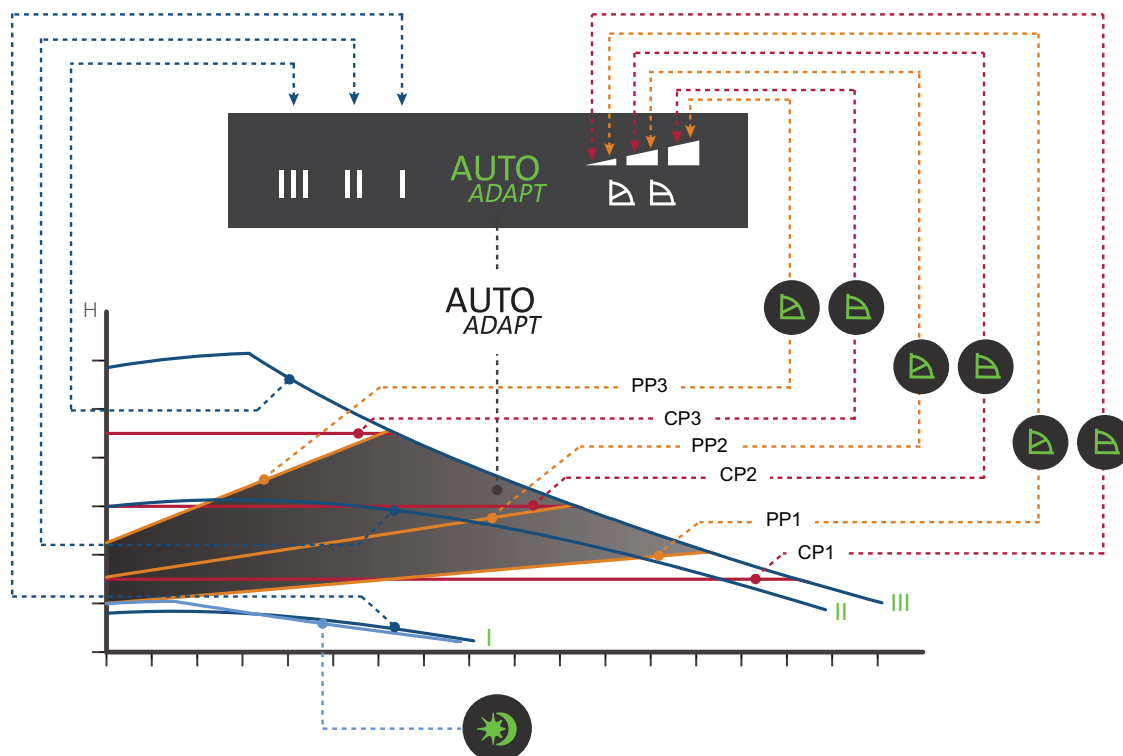 III II I
AUTO
ADAPT
H
AUTO
ADAPT
PP3
CP3
PP2
CP2
PP1
CP1
III
II
I